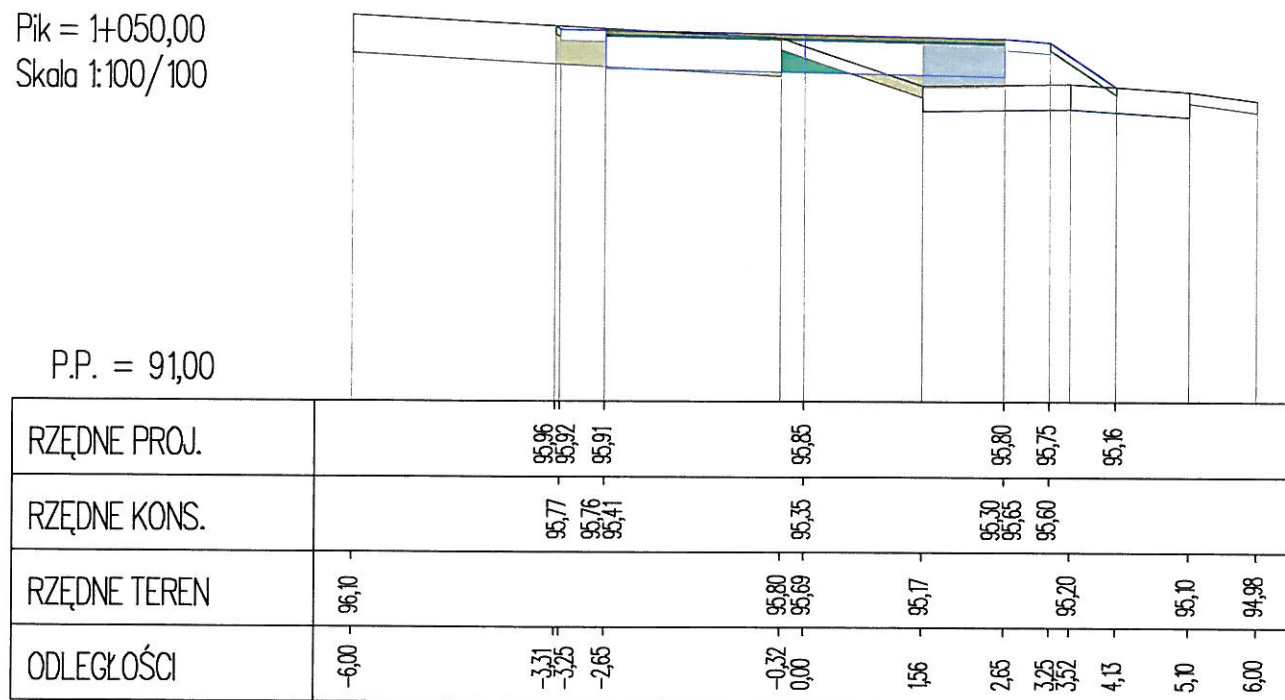 Pik = 1+050,00
Skala 1:100/100
P.P. = 91,00
RZĘDNE PROJ. 95,96 95,92 95,91 95,85 95,80 95,75 95,16
RZĘDNE KONS. 95,77 95,76 95,41 95,35 95,30 95,65 95,60
RZĘDNE TEREN 96,10 95,80 95,69 95,17 95,20 95,10 94,98
ODLEGŁOŚCI -6,00 -3,31 -3,25 -2,65 -0,32 0,00 1,56 2,65 3,25 3,52 4,13 5,10 6,00